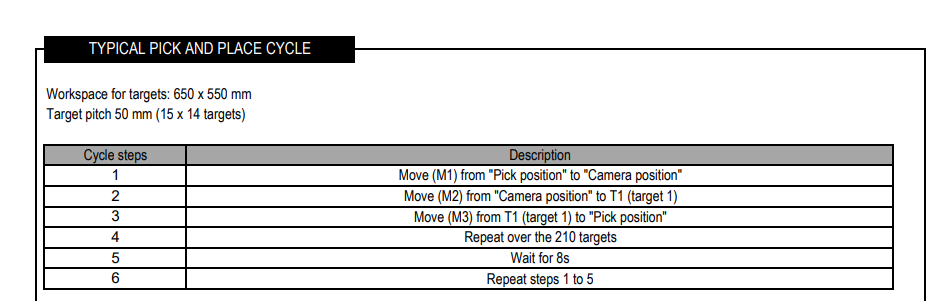 TYPICAL PICK AND PLACE CYCLE
Workspace for targets: 650 x 550 mm
Target pitch 50 mm (15 x 14 targets)
Cycle steps Description
1 Move (M1) from "Pick position" to "Camera position"
2 Move (M2) from "Camera position" to T1 (target 1)
3 Move (M3) from T1 (target 1) to "Pick position"
4 Repeat over the 210 targets
5 Wait for 8s
6 Repeat steps 1 to 5